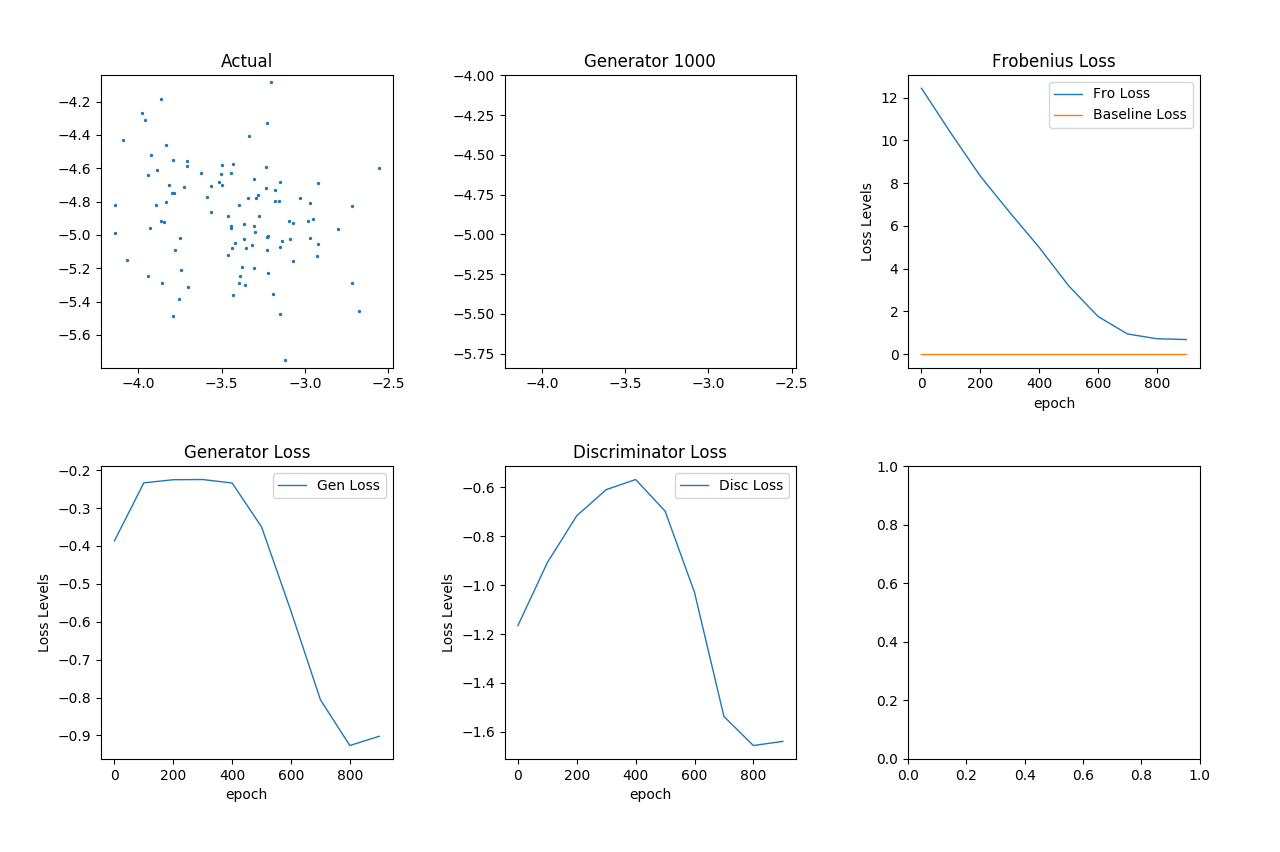 Actual
−4.2
−4.4
−4.6
−4.8
−5.0
−5.2
−5.4
−5.6
−4.0 −3.5 −3.0 −2.5
Generator 1000
−4.00
−4.25
−4.50
−4.75
−5.00
−5.25
−5.50
−5.75
−4.0 −3.5 −3.0 −2.5
Frobenius Loss
Fro Loss
Baseline Loss
Loss Levels
12
10
8
6
4
2
0
0 200 400 600 800
epoch
Generator Loss
Gen Loss
Loss Levels
−0.2
−0.3
−0.4
−0.5
−0.6
−0.7
−0.8
−0.9
0 200 400 600 800
epoch
Discriminator Loss
Disc Loss
Loss Levels
−0.6
−0.8
−1.0
−1.2
−1.4
−1.6
0 200 400 600 800
epoch
1.0
0.8
0.6
0.4
0.2
0.0
0.0 0.2 0.4 0.6 0.8 1.0